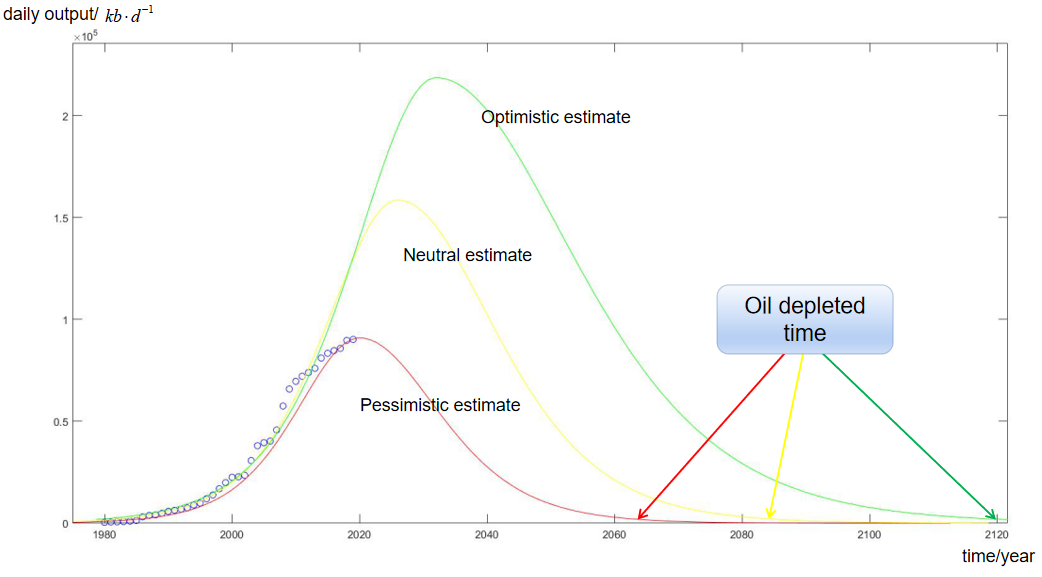 daily output/ kb·d⁻¹
×10⁵
2
Optimistic estimate
1.5
Neutral estimate
Oil depleted
time
1
0.5
Pessimistic estimate
0
1980 2000 2020 2040 2060 2080 2100 2120
time/year